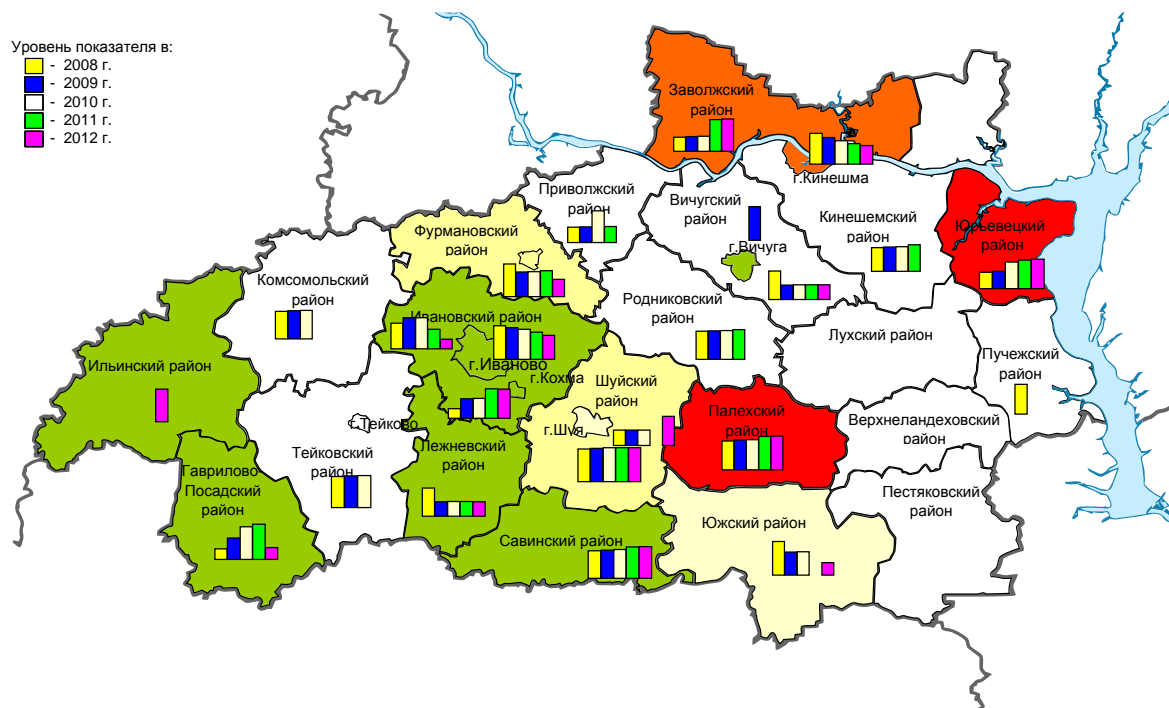 Уровень показателя в:
- 2008 г.
- 2009 г.
- 2010 г.
- 2011 г.
- 2012 г.
Заволжский
район
г.Кинешма
Приволжский
район
Вичугский
район
г.Вичуга
Кинешемский
район
Юрьевецкий
район
Фурмановский
район
Комсомольский
район
Ивановский район
г.Иваново
г.Кохма
Родниковский
район
Лухский район
Пучежский
район
Ильинский район
Шуйский
район
г.Шуя
Палехский
район
Верхнеландеховский
район
г.Тейково
Тейковский
район
Лежневский
район
Гаврилово-
Посадский
район
Савинский район
Южский район
Пестяковский
район